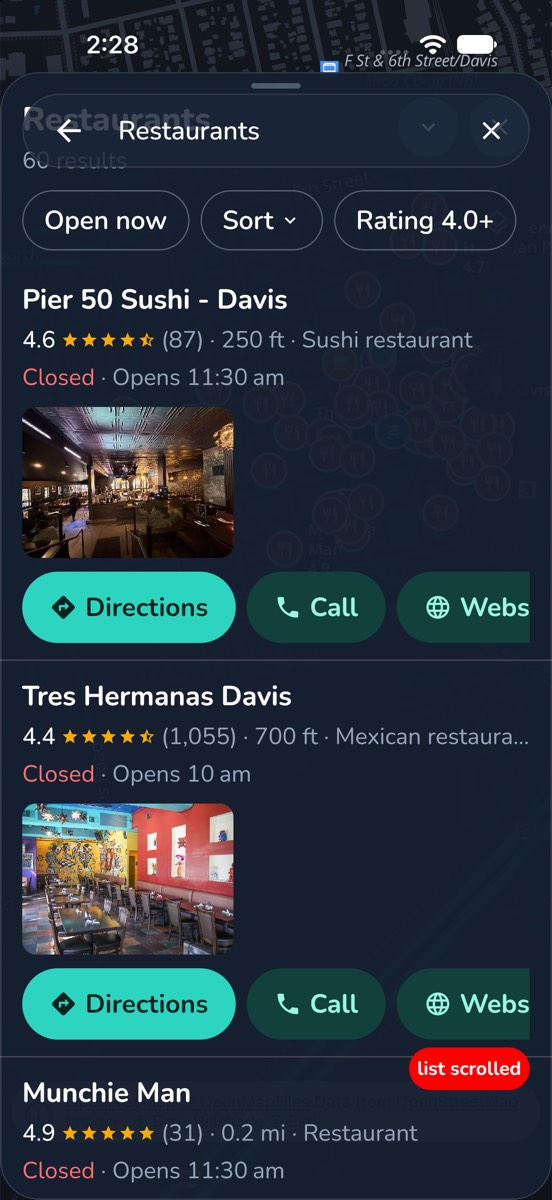 2:28
F St & 6th Street/Davis
Restaurants
Restaurants
60 results
Open now
Sort
Rating 4.0+
Pier 50 Sushi - Davis
4.6 (87) · 250 ft · Sushi restaurant
Closed · Opens 11:30 am
Directions
Call
Webs
Tres Hermanas Davis
4.4 (1,055) · 700 ft · Mexican restaura...
Closed · Opens 10 am
Directions
Call
Webs
list scrolled
Munchie Man
4.9 (31) · 0.2 mi · Restaurant
Closed · Opens 11:30 am